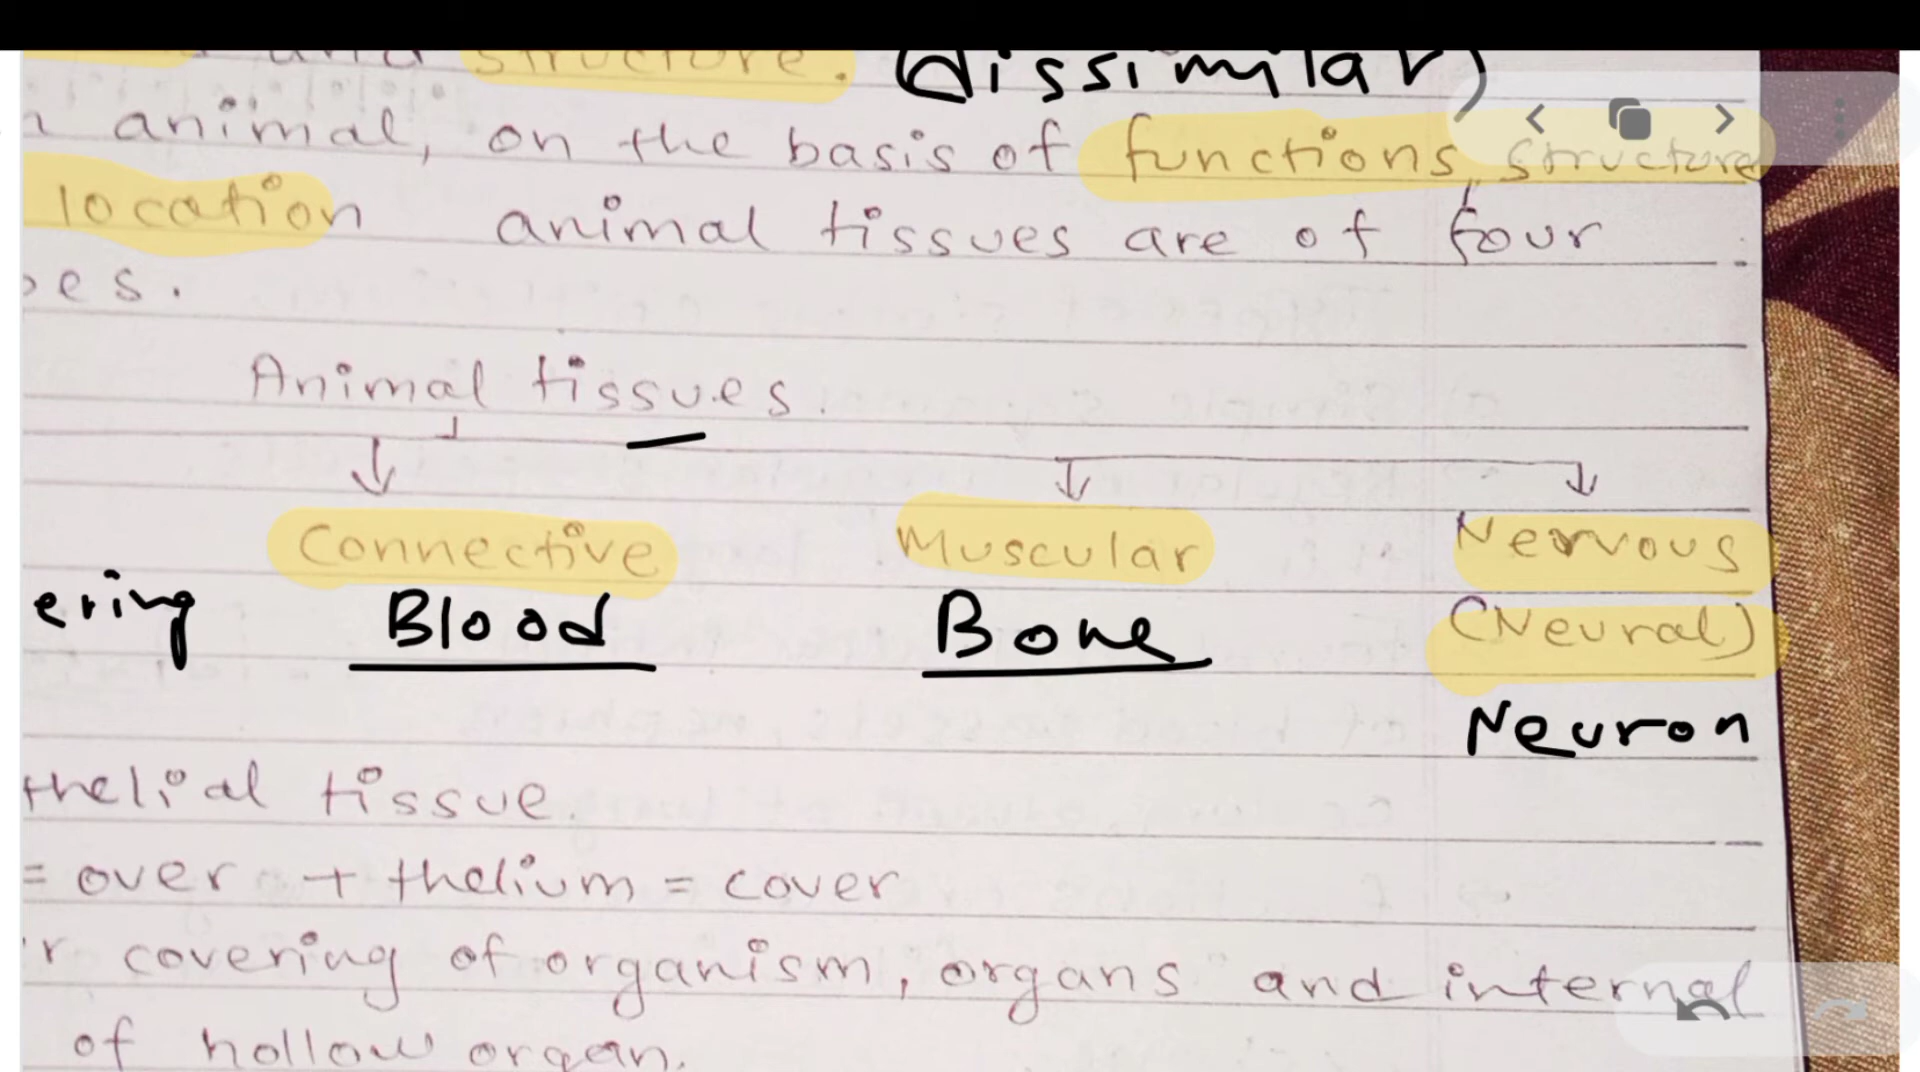 structure. (dissimilar)
animal, on the basis of functions, structure
location animal tissues are of four
es.
Animal tissues.
Connective Muscular Nervous
ering Blood Bone (Neural)
Neuron
thelial tissue.
= over + thelium = cover
r covering of organism, organs and internal
of hollow organ.